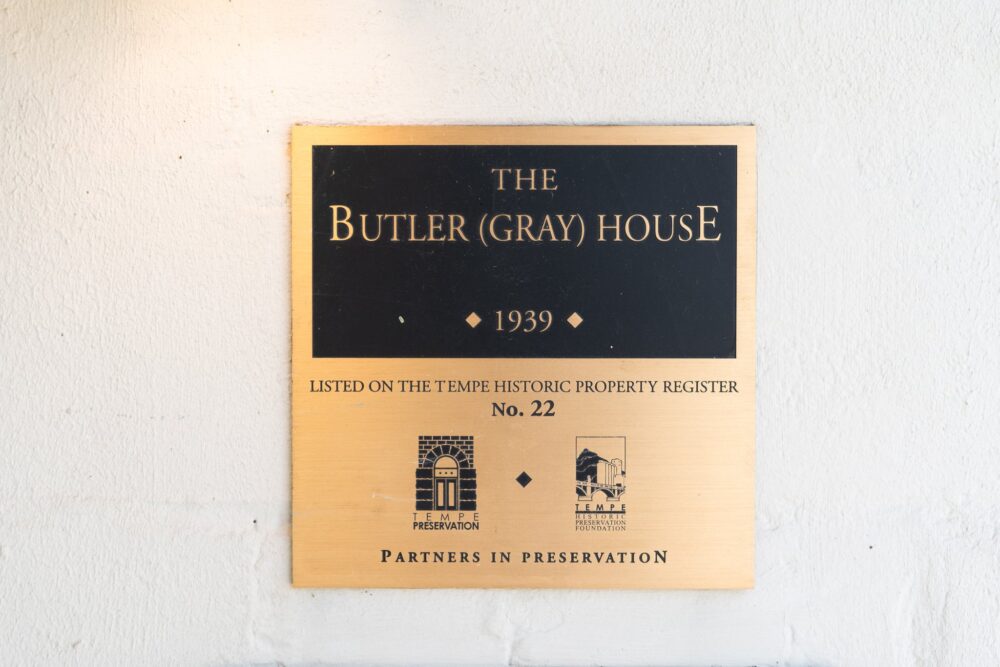 THE
BUTLER (GRAY) HOUSE
◆ 1939 ◆
LISTED ON THE TEMPE HISTORIC PROPERTY REGISTER
No. 22
TEMPE
PRESERVATION
TEMPE
HISTORIC
PRESERVATION
FOUNDATION
PARTNERS IN PRESERVATION